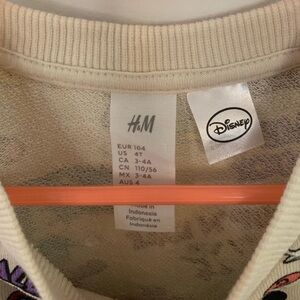 H&M
Disney
EUR 104
US 4T
CA 3-4A
CN 110/56
MX 3-4A
AUS 4
Made in
Indonesia
Fabriqué en
Indonésie